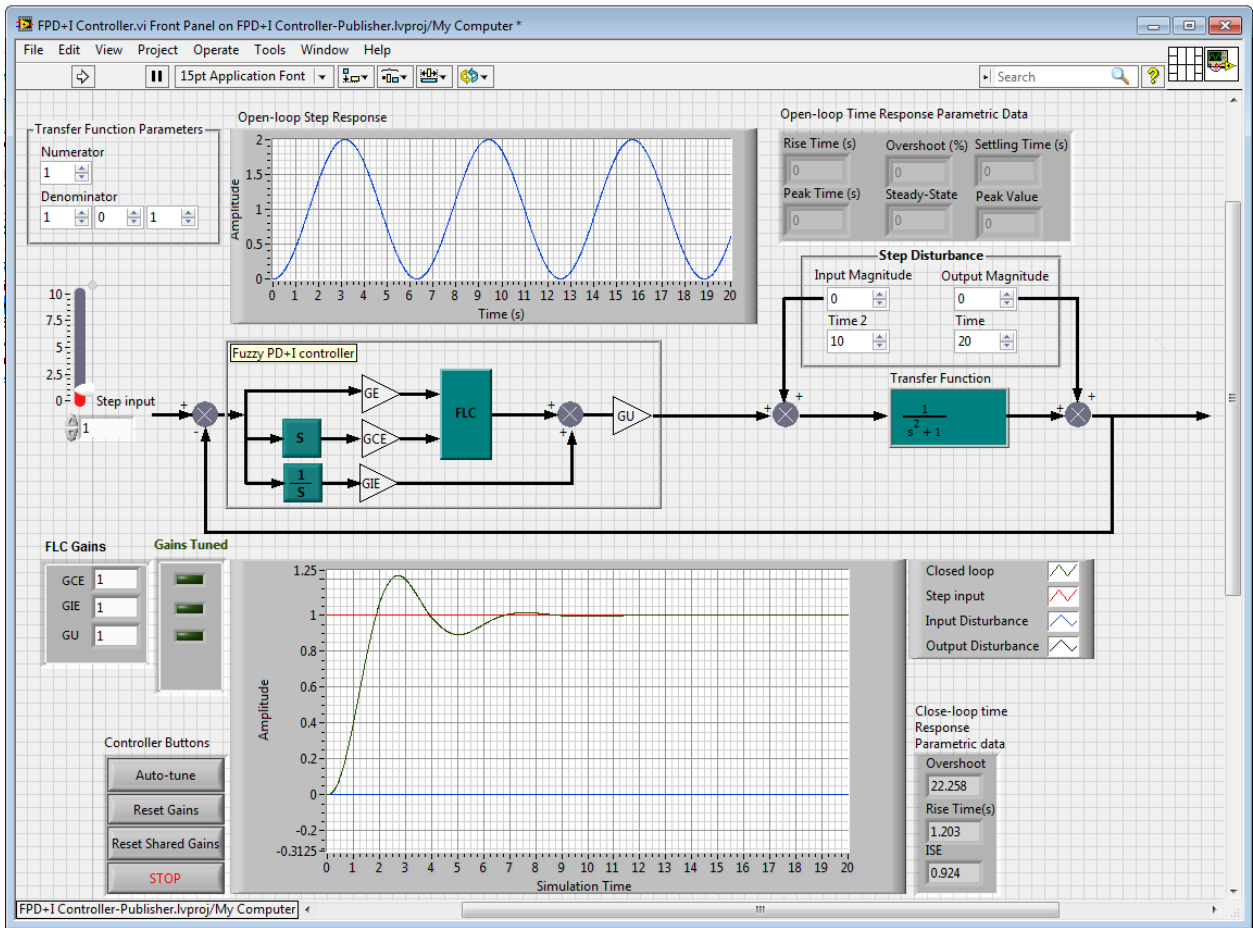 FPD+I Controller.vi Front Panel on FPD+I Controller-Publisher.lvproj/My Computer *
File Edit View Project Operate Tools Window Help
15pt Application Font
Search
Transfer Function Parameters
Numerator
1
Denominator
1 0 1
Open-loop Step Response
Amplitude
2
1.5
1
0.5
0
0 1 2 3 4 5 6 7 8 9 10 11 12 13 14 15 16 17 18 19 20
Time (s)
Open-loop Time Response Parametric Data
Rise Time (s) Overshoot (%) Settling Time (s)
0 0 0
Peak Time (s) Steady-State Peak Value
0 0 0
Step Disturbance
Input Magnitude Output Magnitude
0 0
Time 2 Time
10 20
10
7.5
5
2.5
0
Step input
1
+
-
Fuzzy PD+I controller
GE
S
GCE
1
S
GIE
FLC
+
+
GU
+
+
Transfer Function
1
s2 + 1
+
+
FLC Gains
GCE 1
GIE 1
GU 1
Gains Tuned
Controller Buttons
Auto-tune
Reset Gains
Reset Shared Gains
STOP
Amplitude
1.25
1
0.8
0.6
0.4
0.2
0
-0.2
-0.3125
0 1 2 3 4 5 6 7 8 9 10 11 12 13 14 15 16 17 18 19 20
Simulation Time
Closed loop
Step input
Input Disturbance
Output Disturbance
Close-loop time
Response
Parametric data
Overshoot
22.258
Rise Time(s)
1.203
ISE
0.924
FPD+I Controller-Publisher.lvproj/My Computer